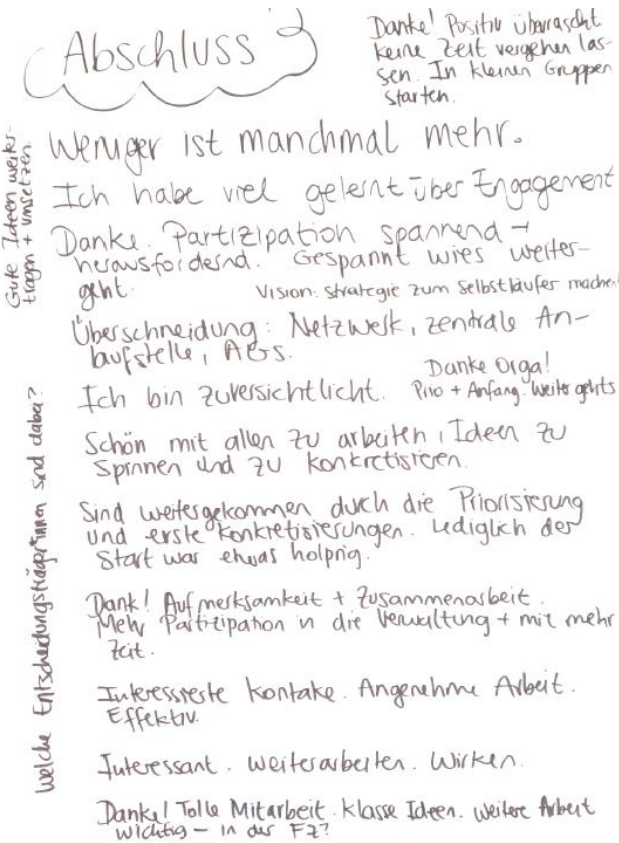 Abschluss
Danke! Positiv überrascht
keine Zeit vergehen las-
sen. In kleinen Gruppen
starten.
Weniger ist manchmal mehr.
Ich habe viel gelernt über Engagement
Danke. Partizipation spannend +
herausfordernd. Gespannt wies weiter-
geht.
Vision: Strategie zum Selbstläufer machen
Überschneidung: Netzwerk, zentrale An-
laufstelle, AGs.
Danke Orga!
Ich bin zuversichtlicht.
Prio + Anfang. Weiter gehts
Schön mit allen zu arbeiten, Ideen zu
Spinnen und zu konkretisieren.
Sind weitergekommen durch die Priorisierung
und erste Konkretisierungen. Lediglich der
Start war etwas holprig.
Dank! Aufmerksamkeit + Zusammenarbeit.
Mehr Partizipation in die Verwaltung + mit mehr
Zeit.
Interessierte Kontake. Angenehme Arbeit.
Effektiv.
Interessant. Weiterarbeiten. Wirken.
Danke! Tolle Mitarbeit. Klasse Ideen. Weitere Arbeit
wichtig – in der FZ?
Gute Ideen weiter-
tragen + umsetzen.
Welche Entscheidungsträger*innen sind dabei?